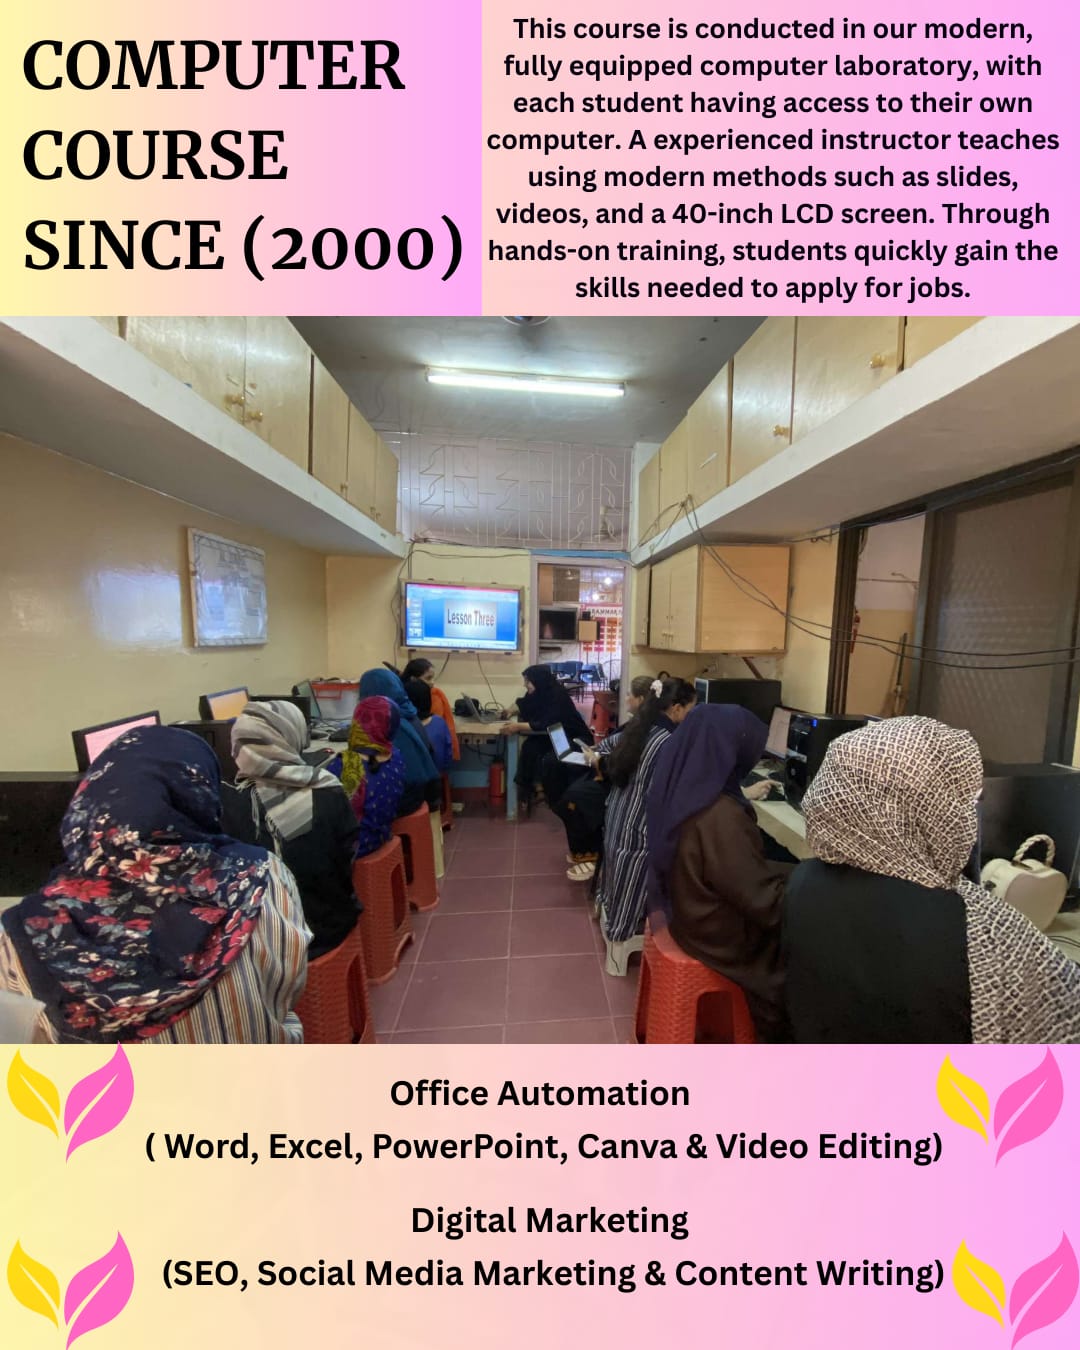 COMPUTER
COURSE
SINCE (2000)
This course is conducted in our modern,
fully equipped computer laboratory, with
each student having access to their own
computer. A experienced instructor teaches
using modern methods such as slides,
videos, and a 40-inch LCD screen. Through
hands-on training, students quickly gain the
skills needed to apply for jobs.
Lesson Three
Office Automation
( Word, Excel, PowerPoint, Canva & Video Editing)
Digital Marketing
(SEO, Social Media Marketing & Content Writing)